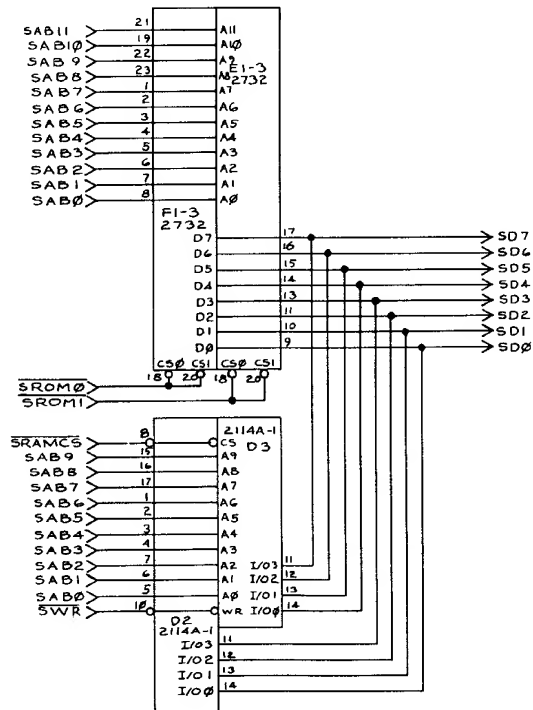 SAB11 21 A11
SAB1Ø 19 A1Ø
SAB9 22 A9
SAB8 23 A8
E1-3
2732
SAB7 1 A7
SAB6 2 A6
SAB5 3 A5
SAB4 4 A4
SAB3 5 A3
SAB2 6 A2
SAB1 7 A1
SABØ 8 AØ
F1-3
2732
D7 17 SD7
D6 16 SD6
D5 15 SD5
D4 14 SD4
D3 13 SD3
D2 11 SD2
D1 10 SD1
DØ 9 SDØ
CSØ CS1 CSØ CS1
18 20 18 20
SROMØ
SROM1
2114A-1
D3
SRAMCS 8 CS
SAB9 15 A9
SAB8 16 A8
SAB7 17 A7
SAB6 1 A6
SAB5 2 A5
SAB4 3 A4
SAB3 4 A3
SAB2 7 A2 I/O3 11
SAB1 6 A1 I/O2 12
SABØ 5 AØ I/O1 13
SWR 1Ø WR I/OØ 14
D2
2114A-1
I/O3 11
I/O2 12
I/O1 13
I/OØ 14